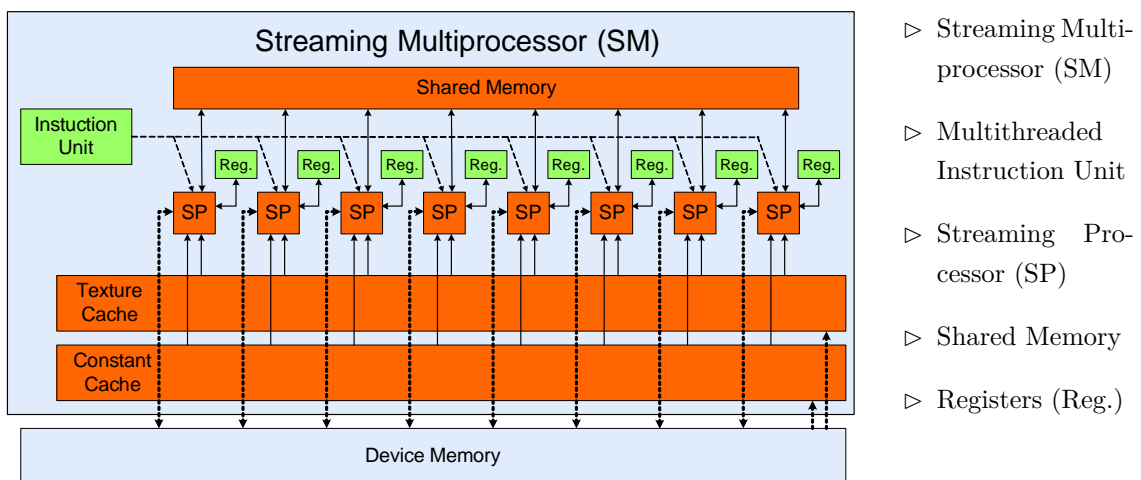 Streaming Multiprocessor (SM)
Shared Memory
Instuction
Unit
Reg. Reg. Reg. Reg. Reg. Reg. Reg. Reg.
SP SP SP SP SP SP SP SP
Texture
Cache
Constant
Cache
Device Memory
▷ Streaming Multi-
processor (SM)
▷ Multithreaded
Instruction Unit
▷ Streaming Pro-
cessor (SP)
▷ Shared Memory
▷ Registers (Reg.)